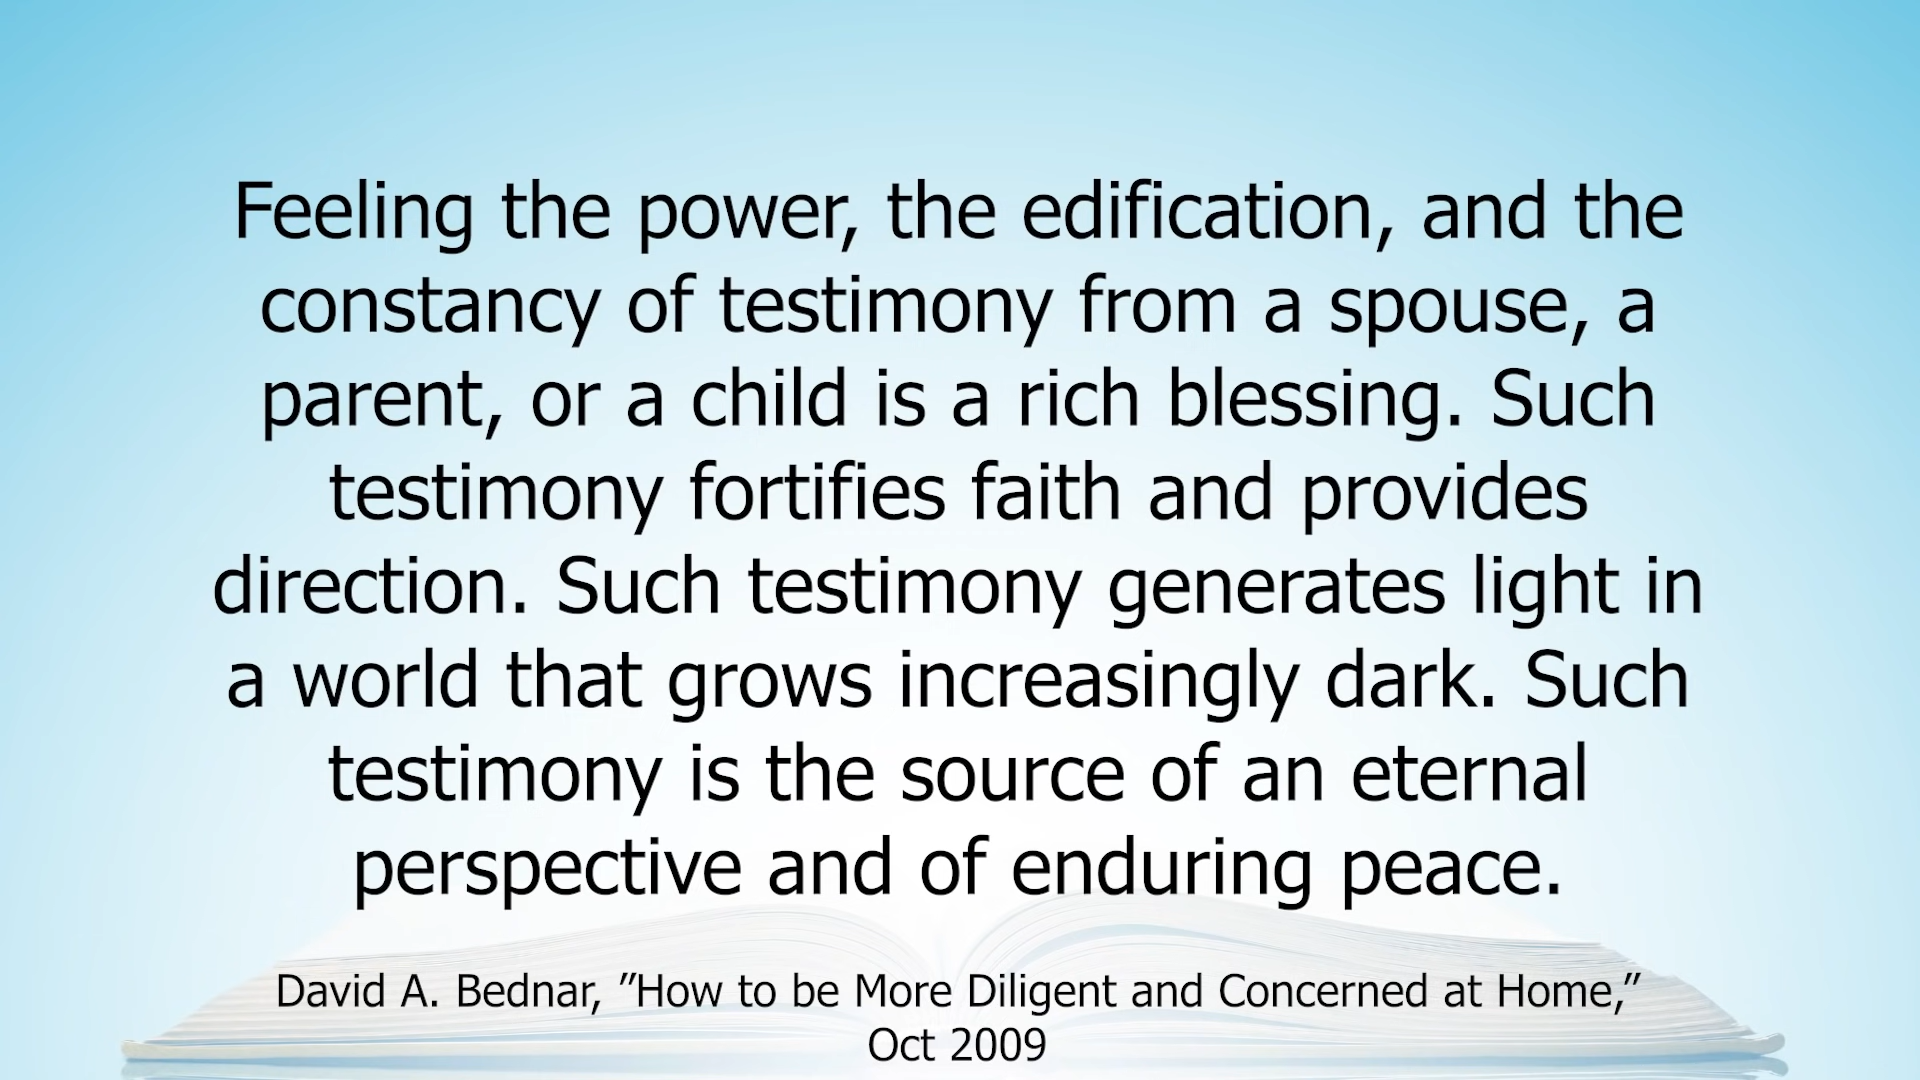 Feeling the power, the edification, and the
constancy of testimony from a spouse, a
parent, or a child is a rich blessing. Such
testimony fortifies faith and provides
direction. Such testimony generates light in
a world that grows increasingly dark. Such
testimony is the source of an eternal
perspective and of enduring peace.
David A. Bednar, ”How to be More Diligent and Concerned at Home,”
Oct 2009